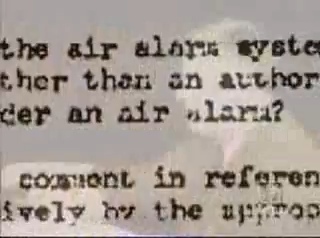 the air alarm syste
ther than an author
der an air alarm?
comment in referen
ively by the approp